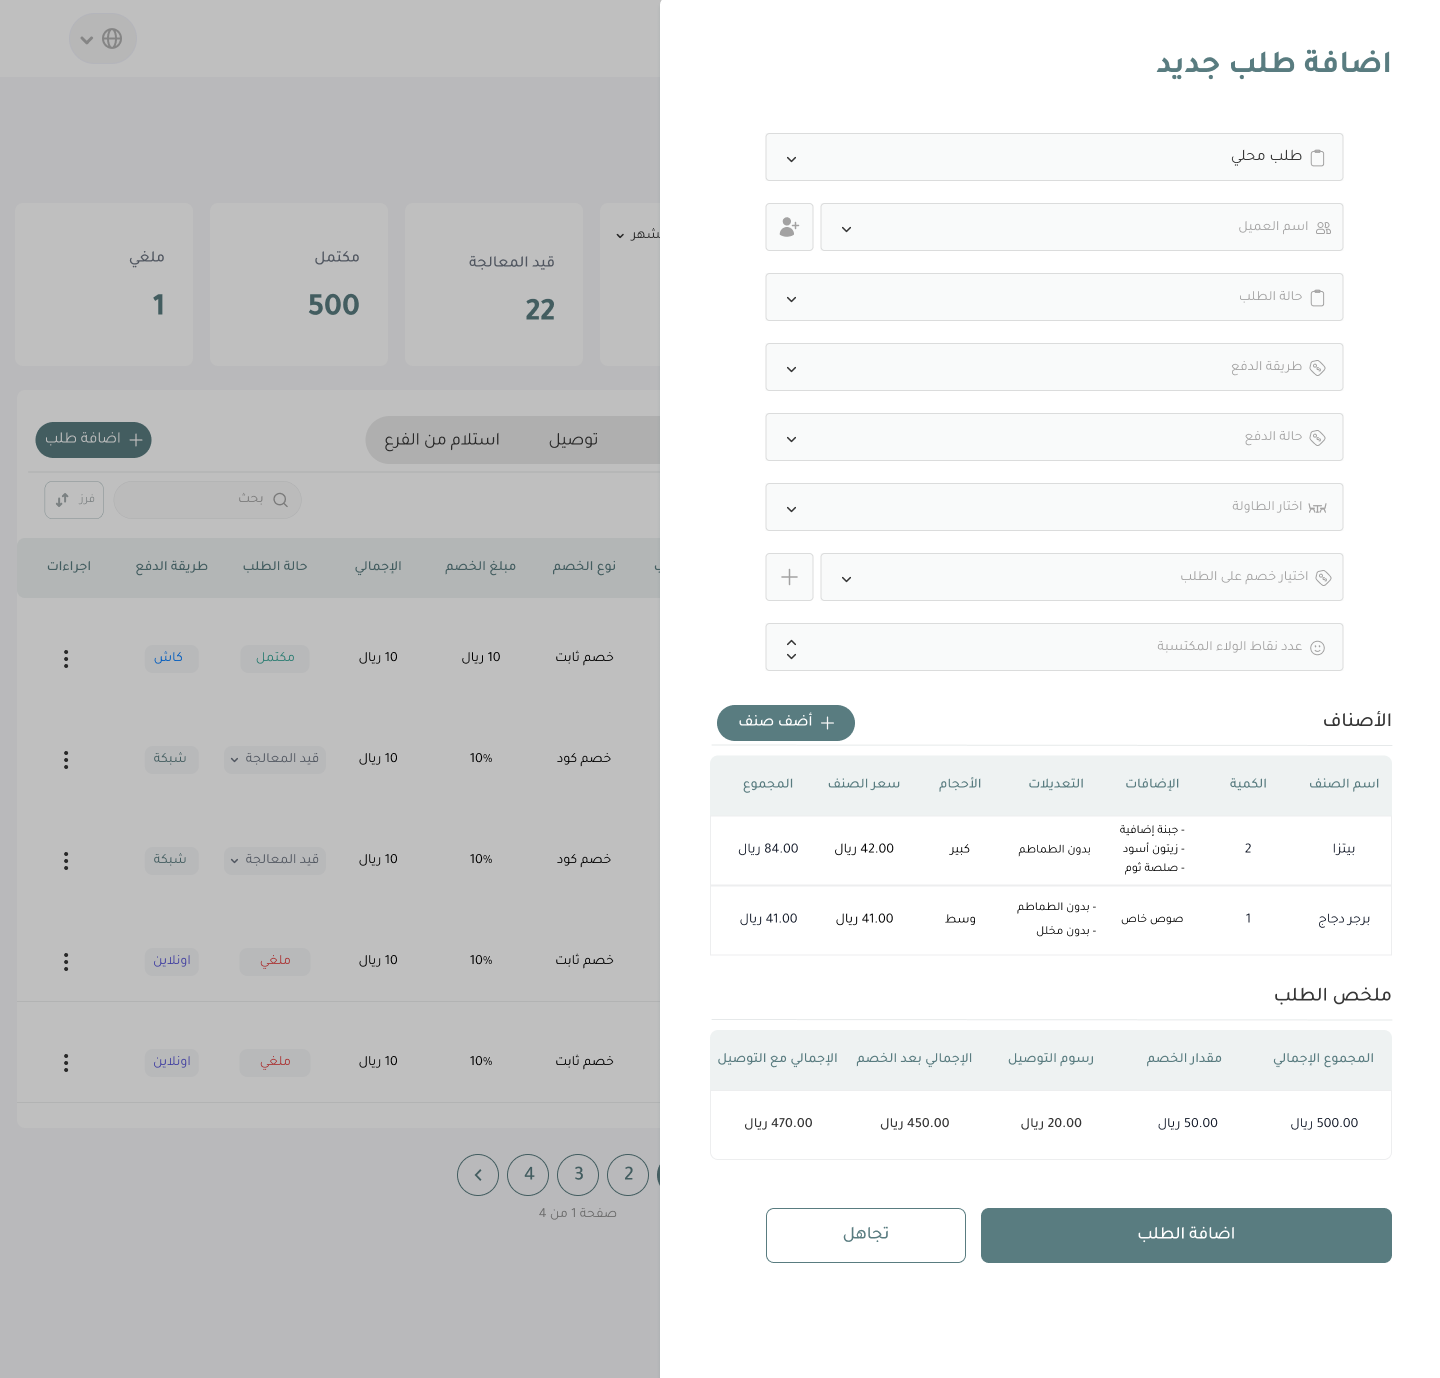 اضافة طلب جديد
طلب محلي
اسم العميل
حالة الطلب
طريقة الدفع
حالة الدفع
اختار الطاولة
اختيار خصم على الطلب
عدد نقاط الولاء المكتسبة
الأصناف
أضف صنف
اسم الصنف الكمية الإضافات التعديلات الأحجام سعر الصنف المجموع
بيتزا 2 - جبنة إضافية
- زيتون أسود
- صلصة ثوم
بدون الطماطم كبير 42.00 ريال 84.00 ريال
برجر دجاج 1 صوص خاص - بدون الطماطم
- بدون مخلل
وسط 41.00 ريال 41.00 ريال
ملخص الطلب
المجموع الإجمالي مقدار الخصم رسوم التوصيل الإجمالي بعد الخصم الإجمالي مع التوصيل
500.00 ريال 50.00 ريال 20.00 ريال 450.00 ريال 470.00 ريال
اضافة الطلب
تجاهل
قيد المعالجة
22
مكتمل
500
ملغي
1
توصيل استلام من الفرع
اضافة طلب
بحث
فرز
نوع الخصم مبلغ الخصم الإجمالي حالة الطلب طريقة الدفع اجراءات
خصم ثابت 10 ريال 10 ريال مكتمل كاش
خصم كود 10% 10 ريال قيد المعالجة شبكة
خصم كود 10% 10 ريال قيد المعالجة شبكة
خصم ثابت 10% 10 ريال ملغي اونلاين
خصم ثابت 10% 10 ريال ملغي اونلاين
2 3 4
صفحة 1 من 4